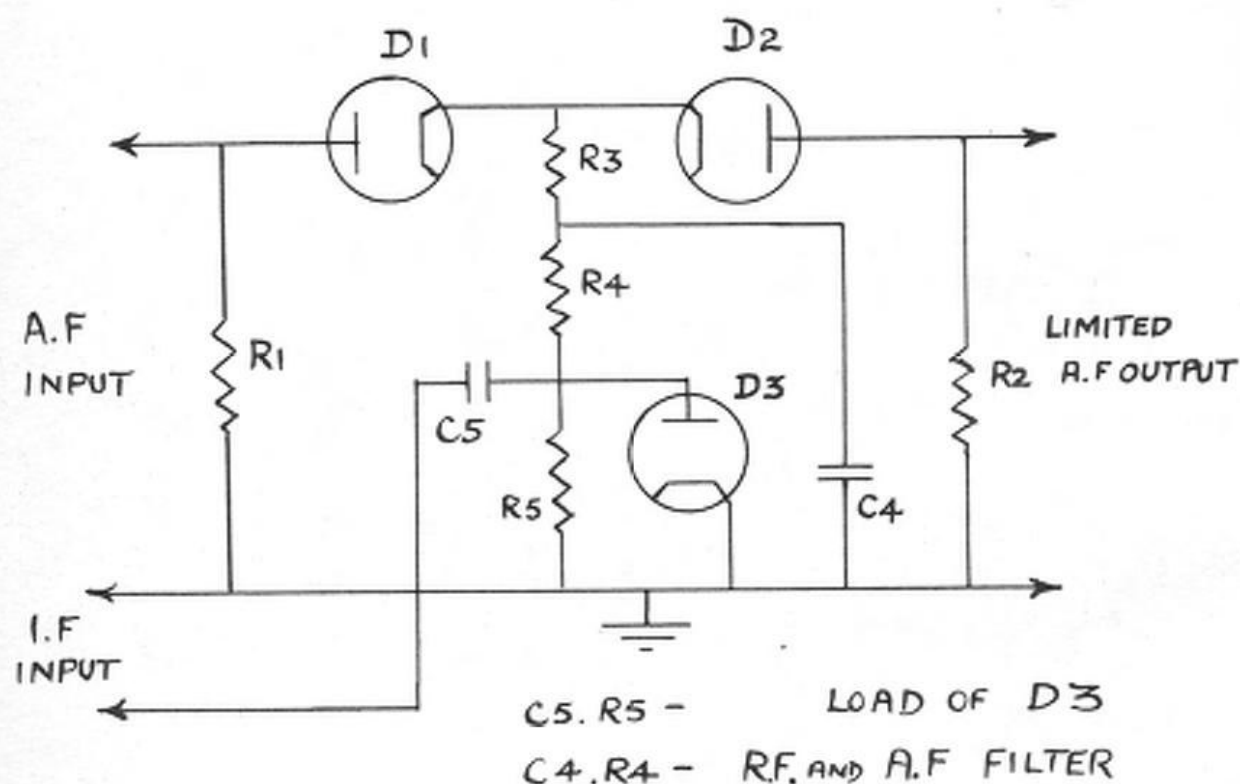 D1
D2
R3
R4
A.F
INPUT
R1
LIMITED
R2 A.F OUTPUT
D3
C5
R5
C4
I.F
INPUT
C5. R5 - LOAD OF D3
C4. R4 - R.F. AND A.F FILTER